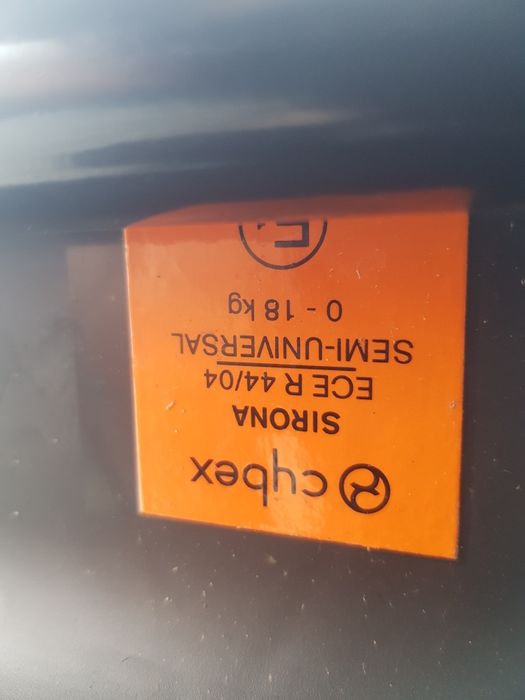 cybex
SIRONA
ECE R 44/04
SEMI-UNIVERSAL
0 - 18 kg
E